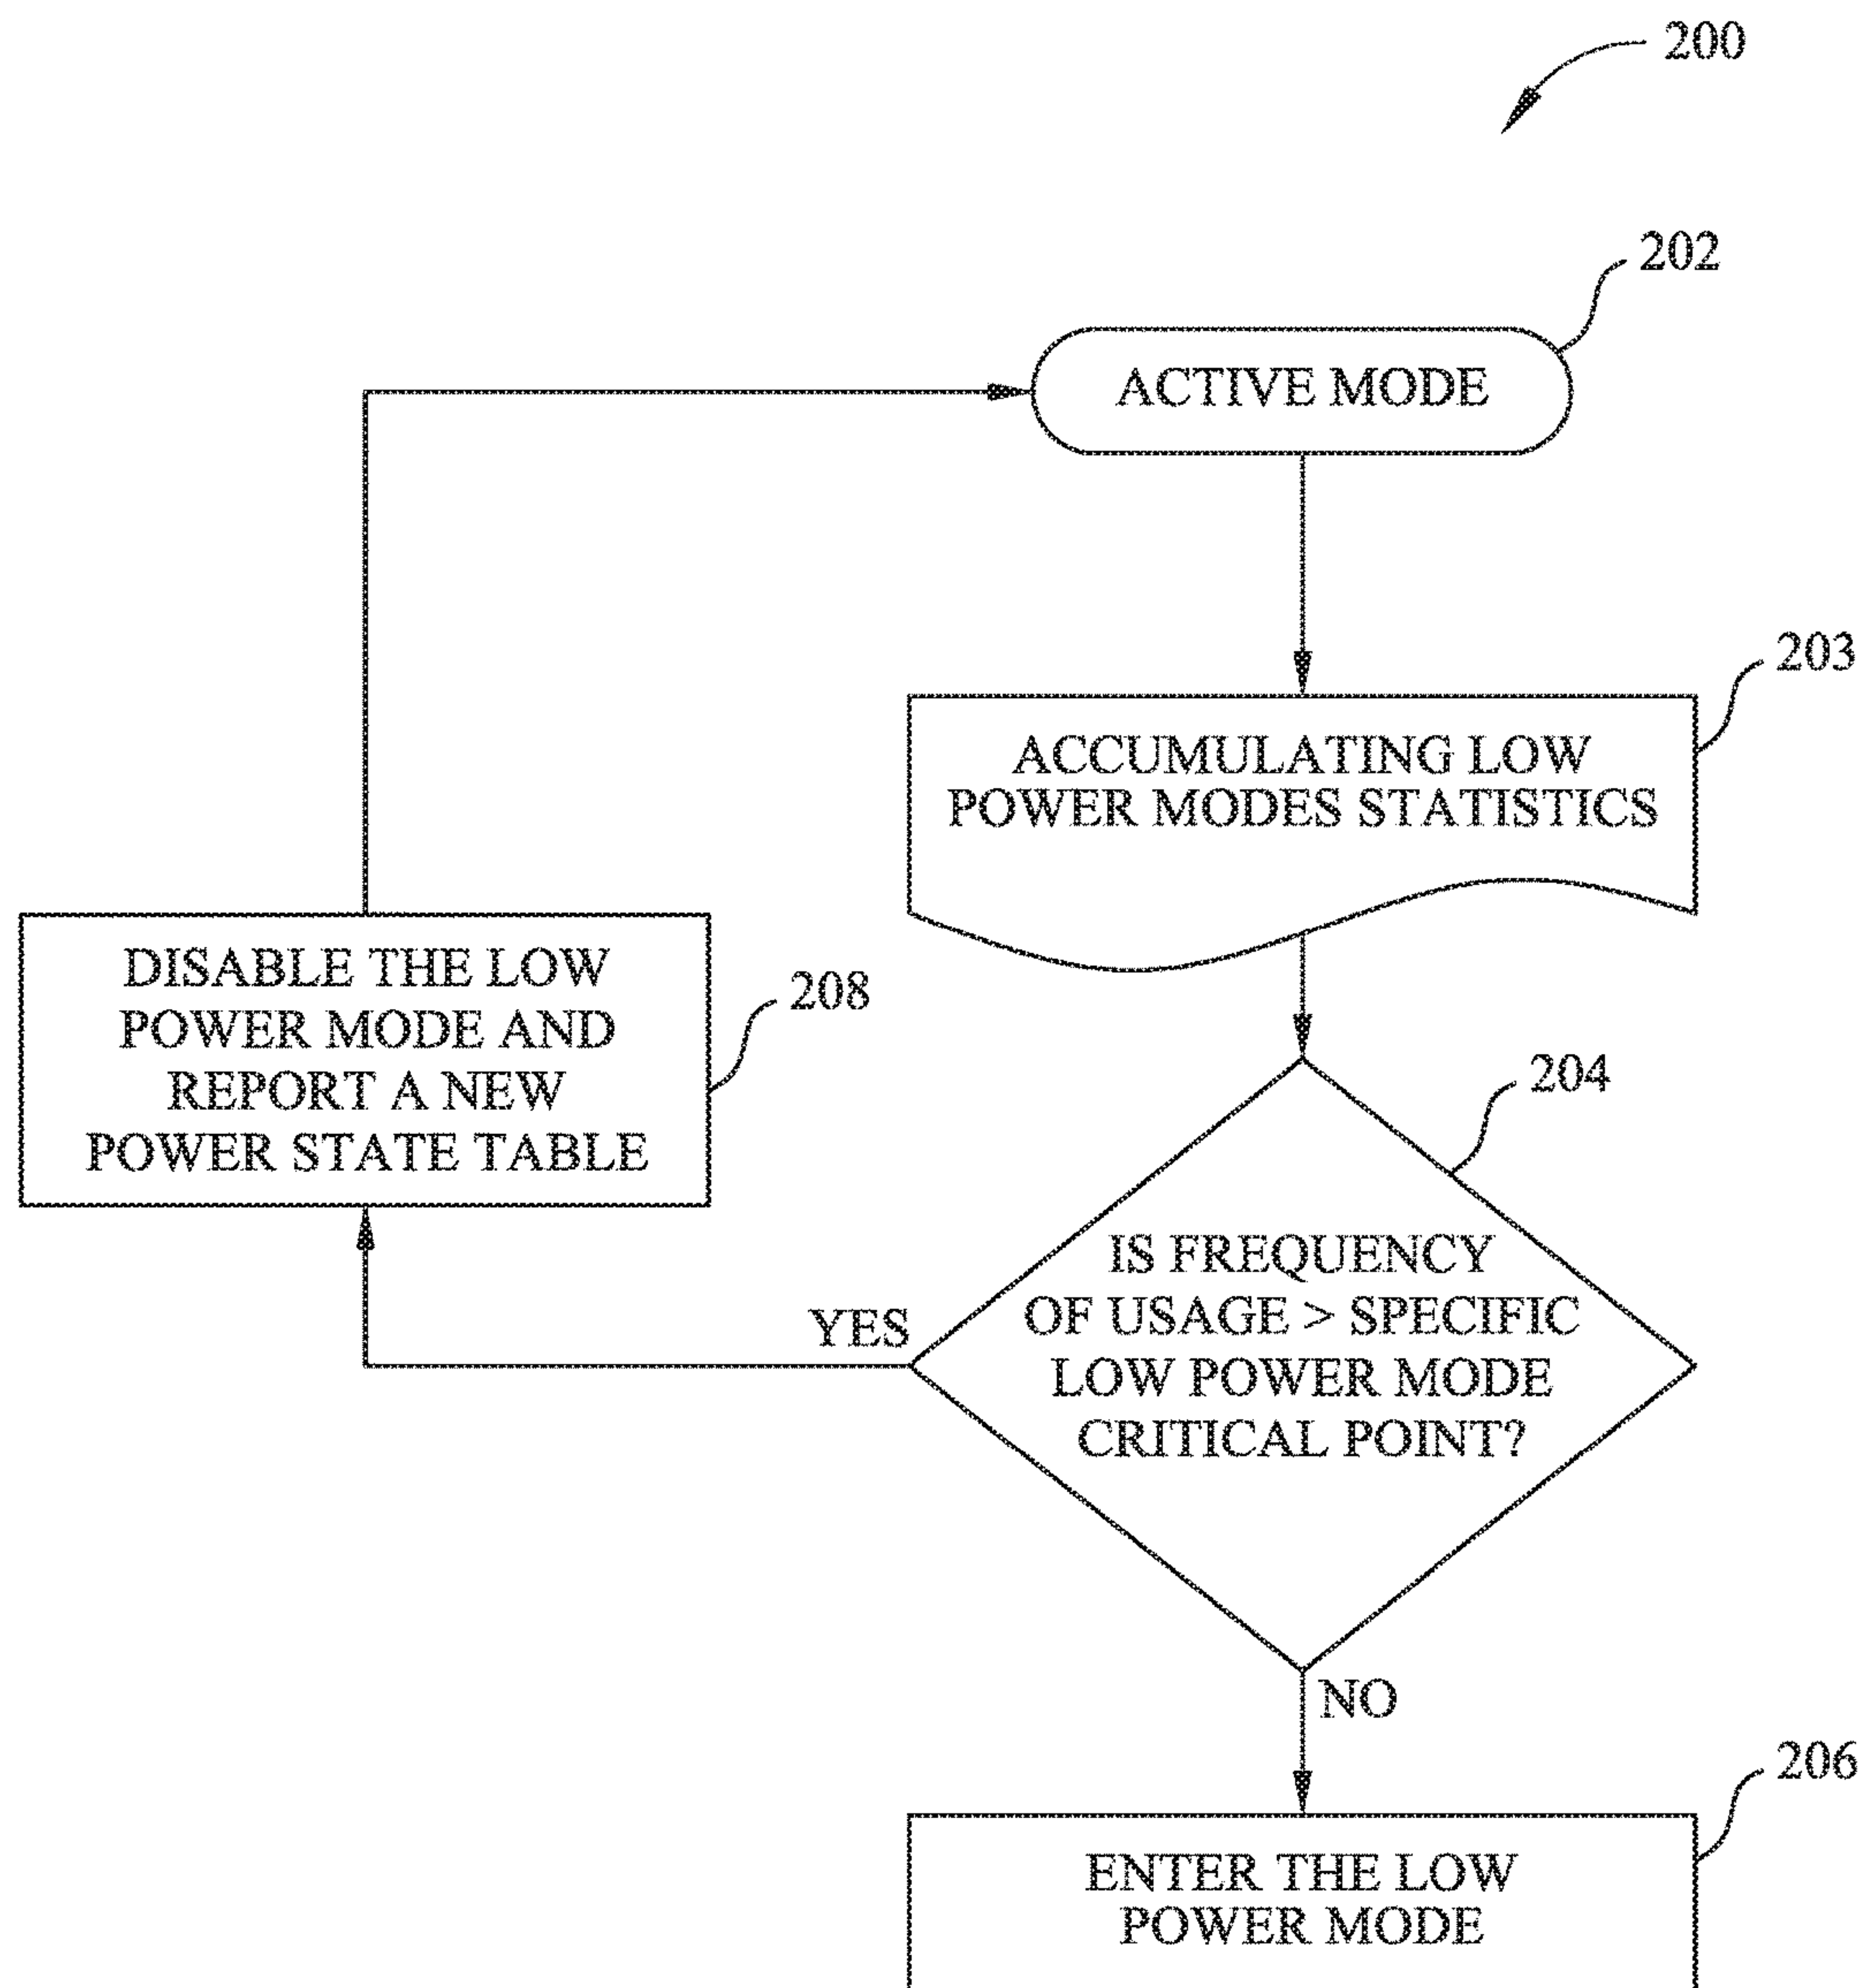 200
202
ACTIVE MODE
203
ACCUMULATING LOW
POWER MODES STATISTICS
DISABLE THE LOW
POWER MODE AND
REPORT A NEW
POWER STATE TABLE
208
204
IS FREQUENCY
OF USAGE > SPECIFIC
LOW POWER MODE
CRITICAL POINT?
YES
NO
206
ENTER THE LOW
POWER MODE